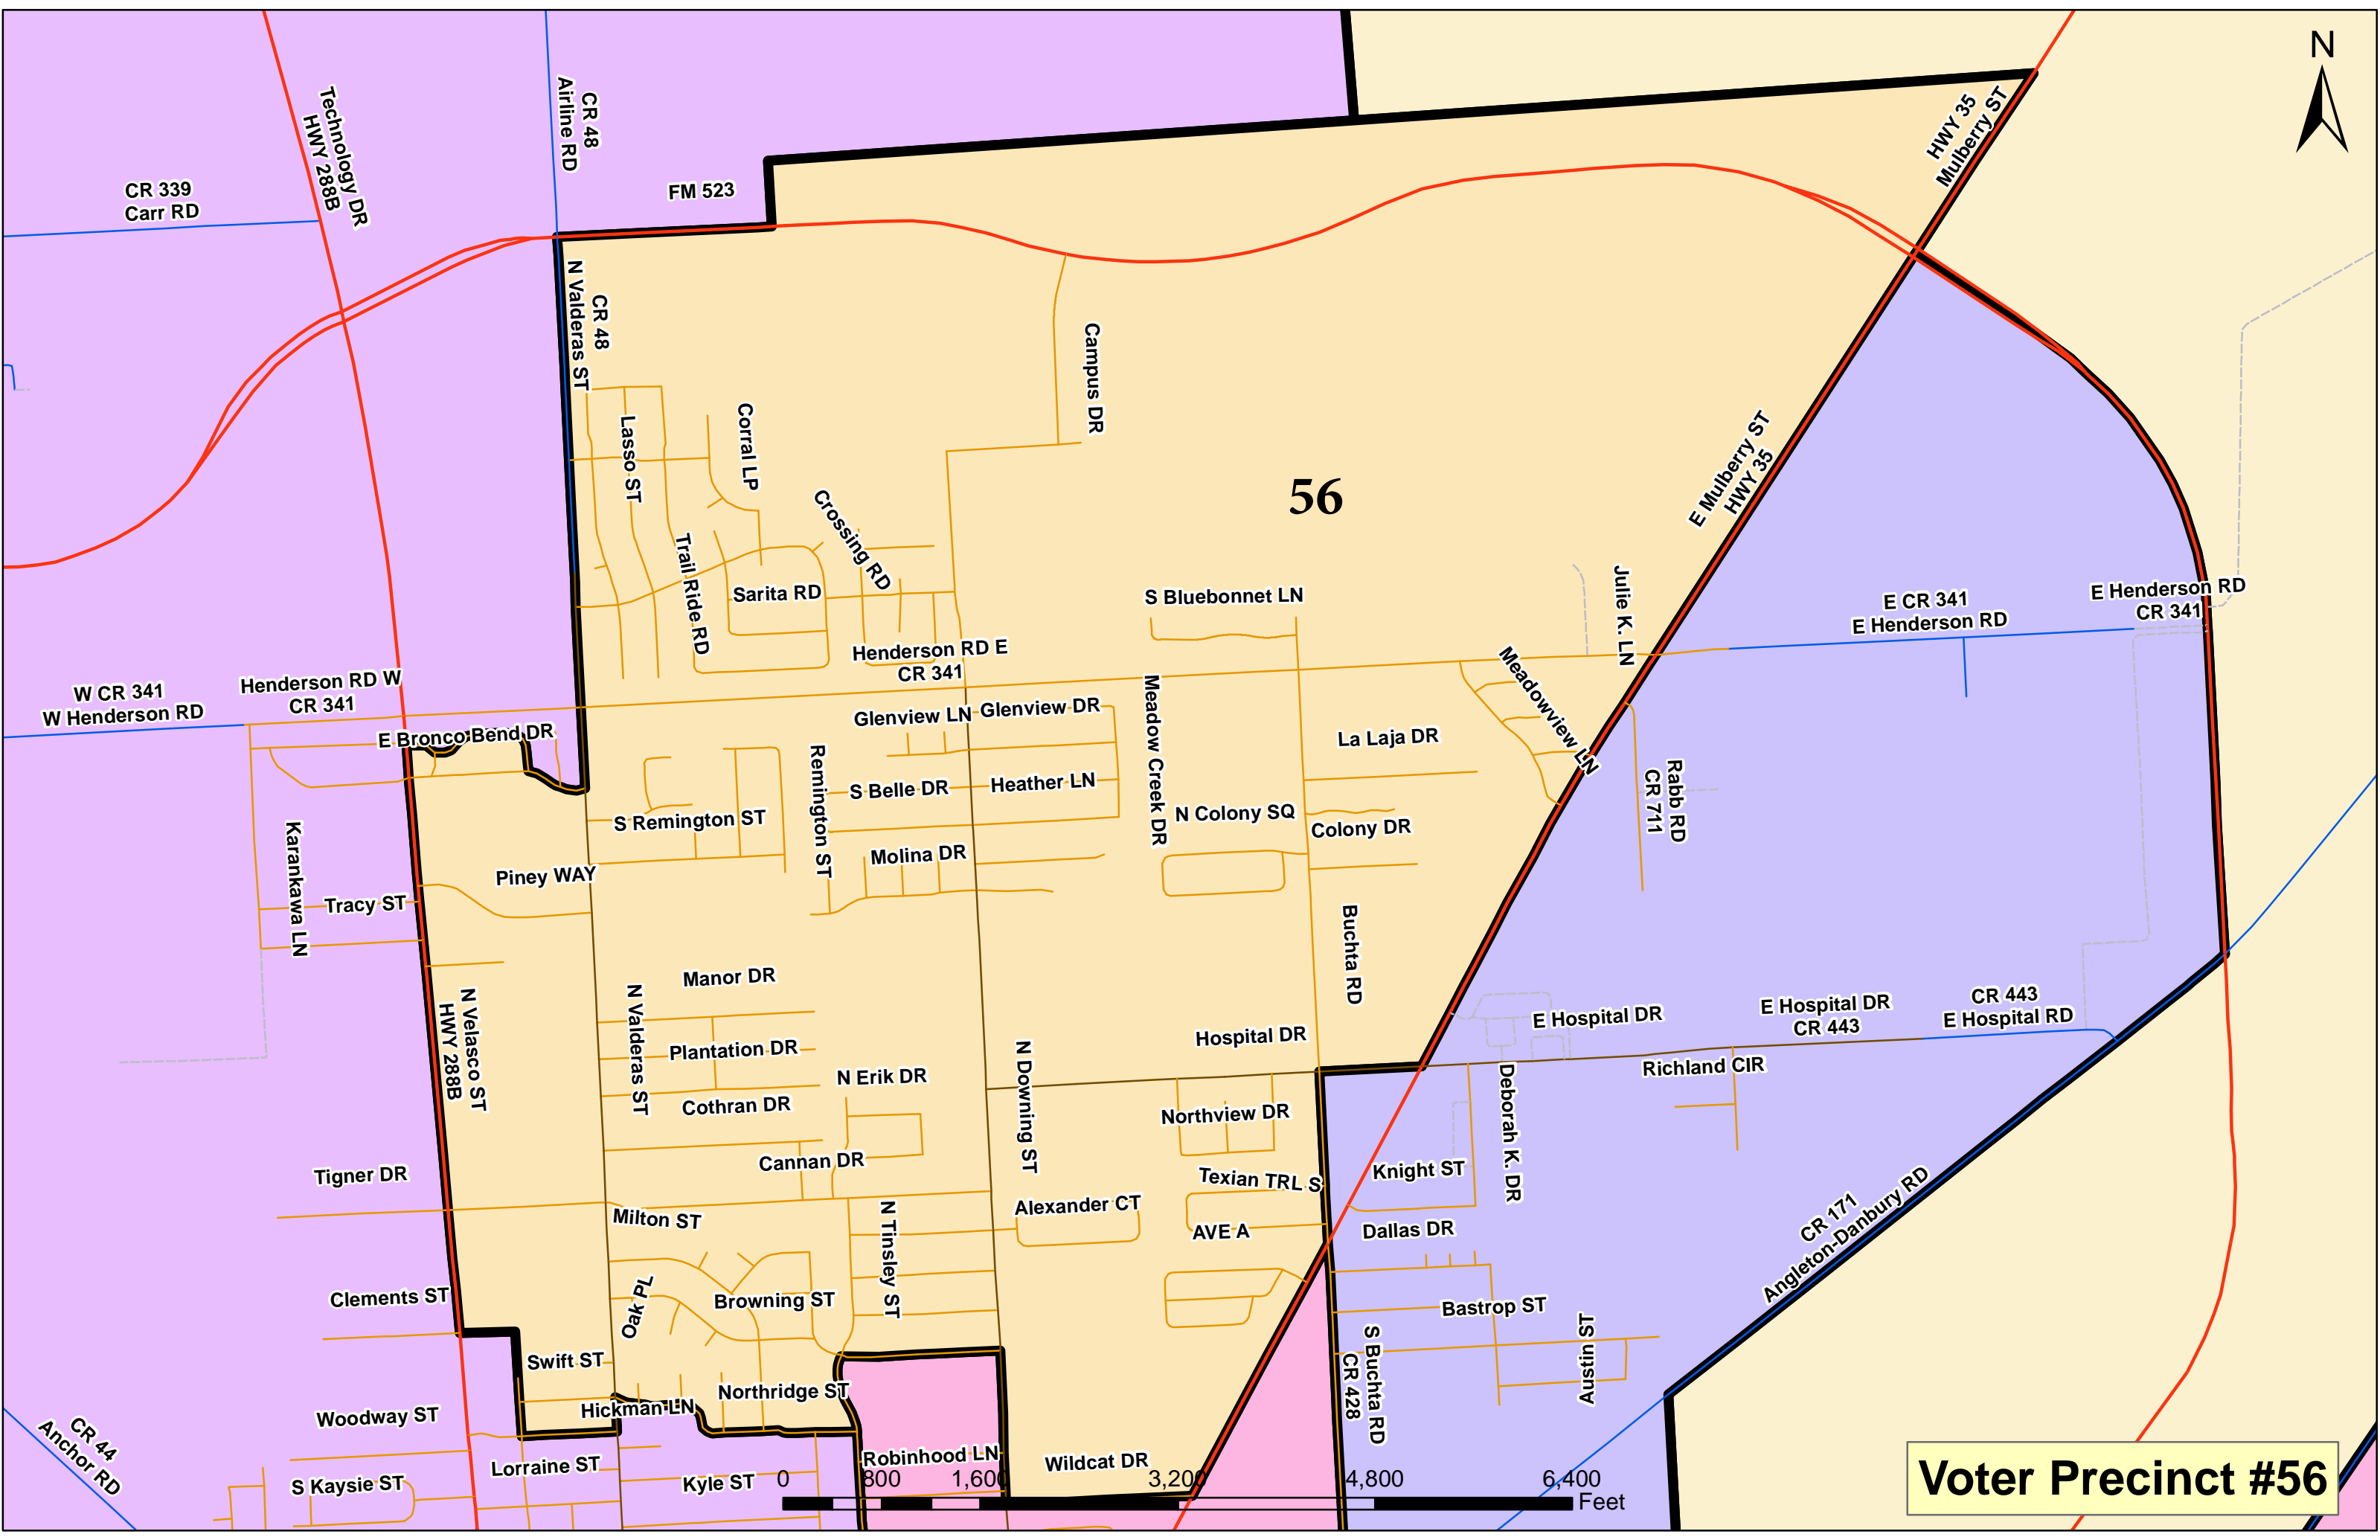 N
CR 48
Airline RD
Technology DR
HWY 288B
CR 339
Carr RD
FM 523
HWY 35
Mulberry ST
N Valderas ST
CR 48
Campus DR
Lasso ST
Corral LP
Crossing RD
Trail Ride RD
Sarita RD
56
E Mulberry ST
HWY 35
S Bluebonnet LN
Julie K. LN
E CR 341
E Henderson RD
E Henderson RD
CR 341
Henderson RD E
CR 341
W CR 341
W Henderson RD
Henderson RD W
CR 341
E Bronco Bend DR
Glenview LN
Glenview DR
Meadow Creek DR
La Laja DR
Meadowview LN
Remington ST
S Belle DR
Heather LN
S Remington ST
N Colony SQ
Colony DR
Rabb RD
CR 711
Molina DR
Karankawa LN
Piney WAY
Tracy ST
Buchta RD
Manor DR
N Valderas ST
N Velasco ST
HWY 288B
Plantation DR
N Erik DR
Cothran DR
Cannan DR
N Downing ST
Hospital DR
E Hospital DR
E Hospital DR
CR 443
CR 443
E Hospital RD
Richland CIR
Northview DR
Deborah K. DR
Tigner DR
Milton ST
N Tinsley ST
Alexander CT
Texian TRL S
AVE A
Knight ST
Dallas DR
CR 171
Angleton-Danbury RD
Clements ST
Oak PL
Browning ST
Bastrop ST
Austin ST
S Buchta RD
CR 428
Swift ST
Northridge ST
Hickman LN
Woodway ST
CR 44
Anchor RD
Lorraine ST
S Kaysie ST
Kyle ST
Robinhood LN
Wildcat DR
0 800 1,600 3,200 4,800 6,400
Feet
Voter Precinct #56